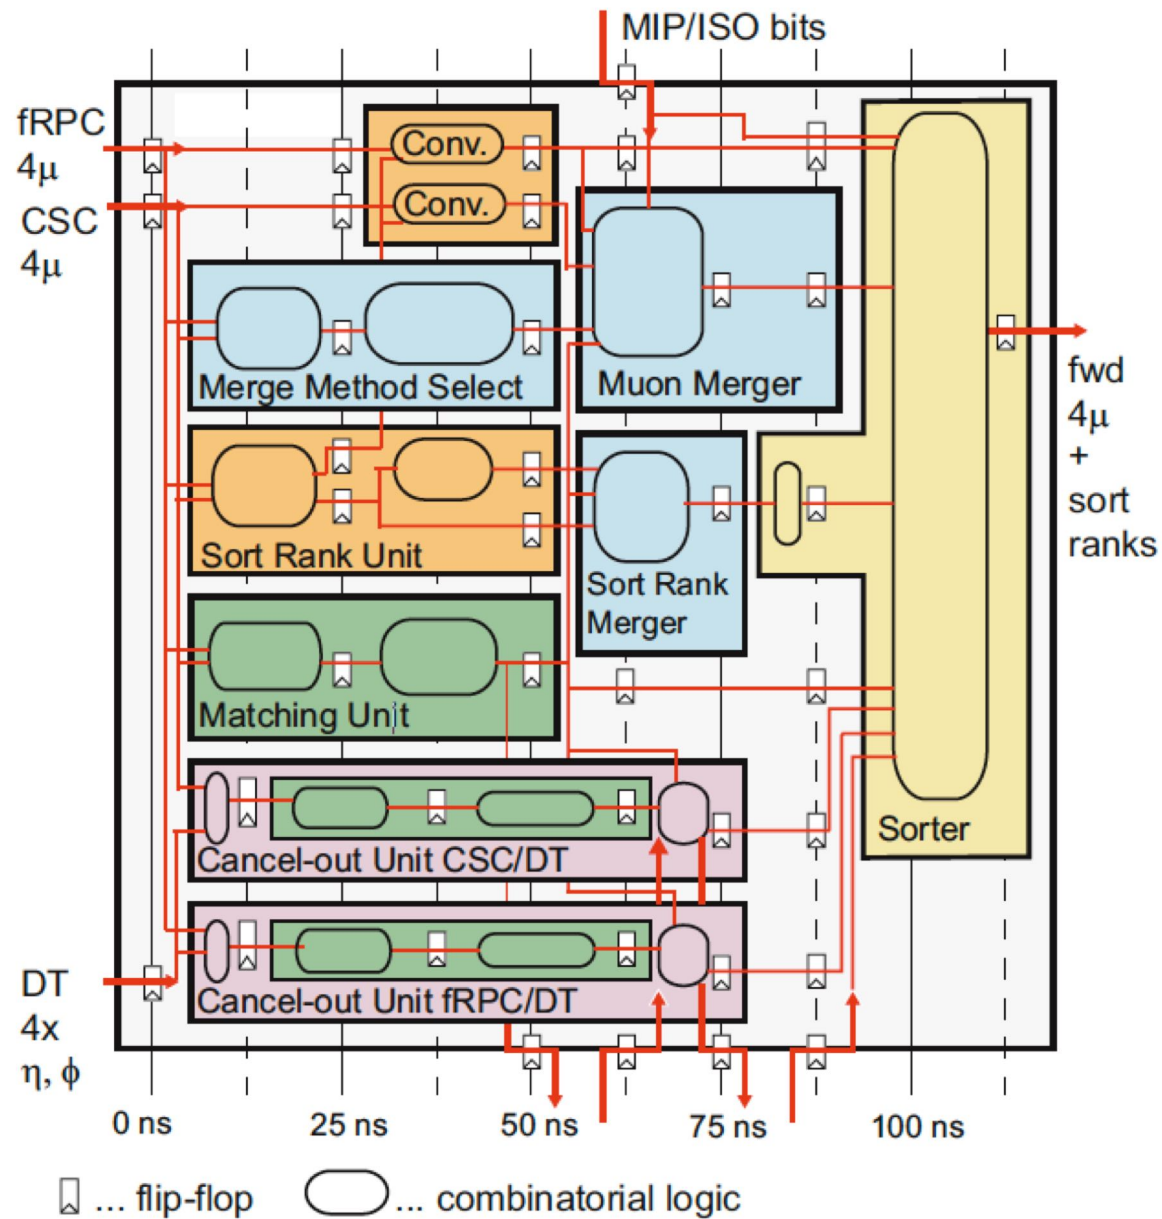 MIP/ISO bits
fRPC
4μ
CSC
4μ
Conv.
Conv.
Merge Method Select
Muon Merger
fwd
4μ
+
sort
ranks
Sort Rank Unit
Sort Rank
Merger
Matching Unit
Sorter
Cancel-out Unit CSC/DT
Cancel-out Unit fRPC/DT
DT
4x
η, ϕ
0 ns
25 ns
50 ns
75 ns
100 ns
... flip-flop
... combinatorial logic